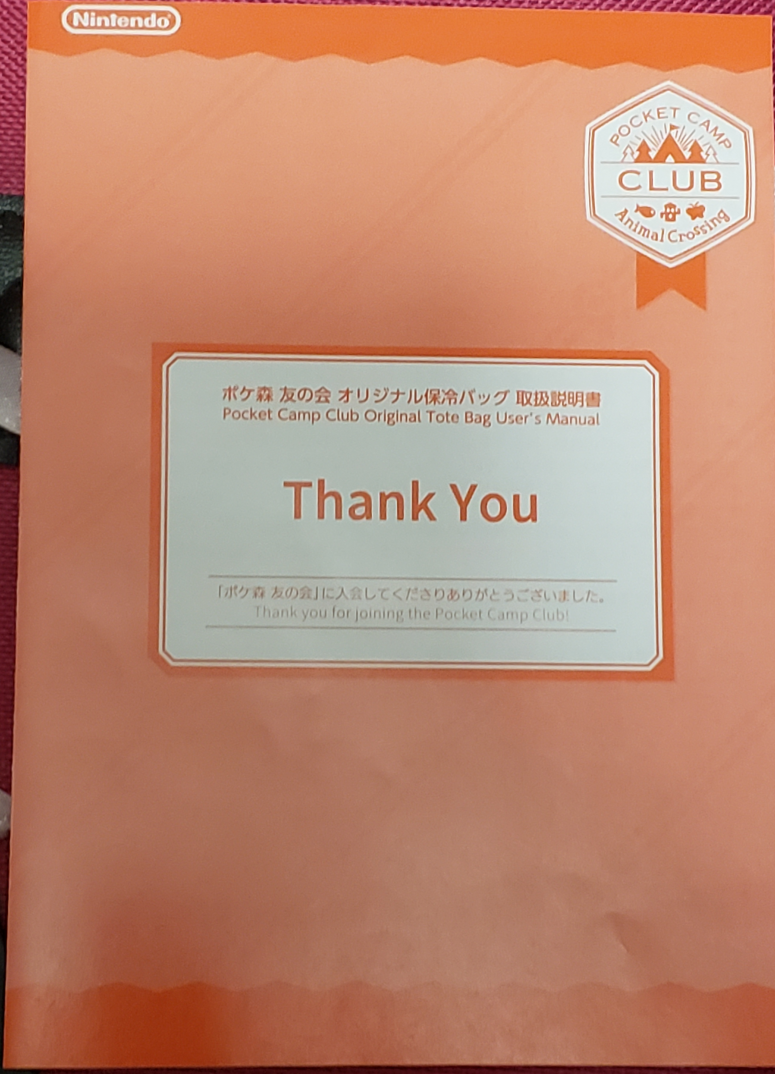 Nintendo
POCKET CAMP
CLUB
Animal Crossing
ポケ森 友の会 オリジナル保冷バッグ 取扱説明書
Pocket Camp Club Original Tote Bag User's Manual
Thank You
「ポケ森 友の会」に入会してくださりありがとうございました。
Thank you for joining the Pocket Camp Club!